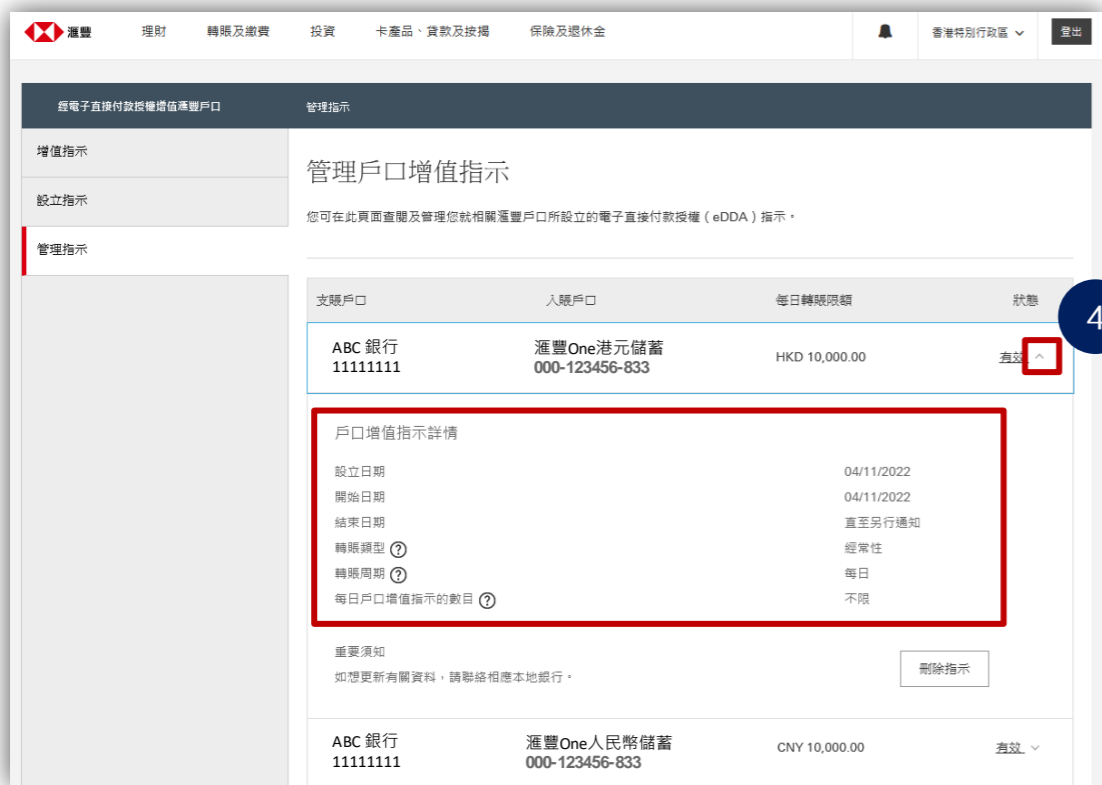 滙豐 理財 轉賬及繳費 投資 卡產品、貸款及按揭 保險及退休金 香港特別行政區 登出
經電子直接付款授權增值滙豐戶口 管理指示
增值指示
設立指示
管理指示
管理戶口增值指示
您可在此頁面查閱及管理您就相關滙豐戶口所設立的電子直接付款授權(eDDA)指示。
支賬戶口 入賬戶口 每日轉賬限額 狀態
4
ABC 銀行 滙豐One港元儲蓄 HKD 10,000.00 有效
11111111 000-123456-833
戶口增值指示詳情
設立日期 04/11/2022
開始日期 04/11/2022
結束日期 直至另行通知
轉賬類型 ? 經常性
轉賬周期 ? 每日
每日戶口增值指示的數目 ? 不限
重要須知
如想更新有關資料，請聯絡相應本地銀行。
刪除指示
ABC 銀行 滙豐One人民幣儲蓄 CNY 10,000.00 有效
11111111 000-123456-833